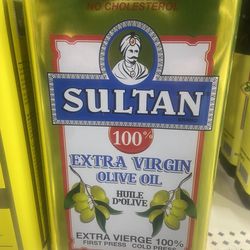 NO CHOLESTEROL
SULTAN
100%
EXTRA VIRGIN
OLIVE OIL
HUILE
D'OLIVE
EXTRA VIERGE 100%
FIRST PRESS COLD PRESS